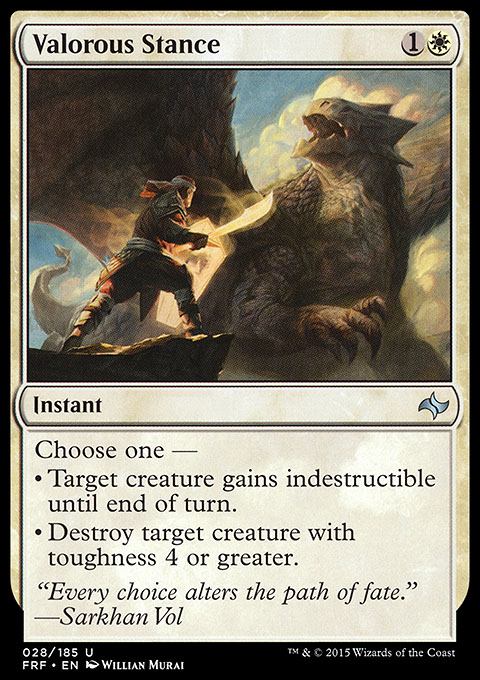 Valorous Stance 1
Instant
Choose one —
• Target creature gains indestructible
until end of turn.
• Destroy target creature with
toughness 4 or greater.
“Every choice alters the path of fate.”
—Sarkhan Vol
028/185 U
FRF • EN Willian Murai
™ & © 2015 Wizards of the Coast